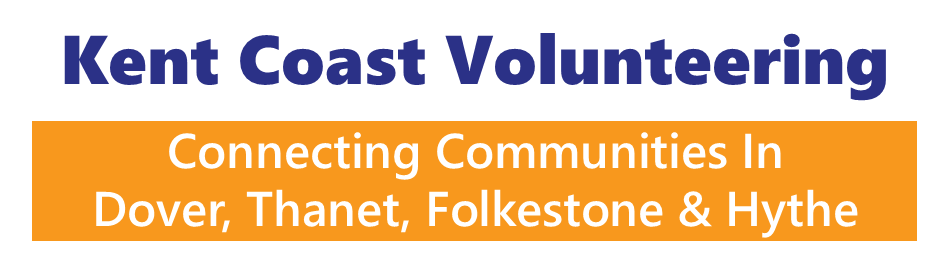 Kent Coast Volunteering
Connecting Communities In
Dover, Thanet, Folkestone & Hythe